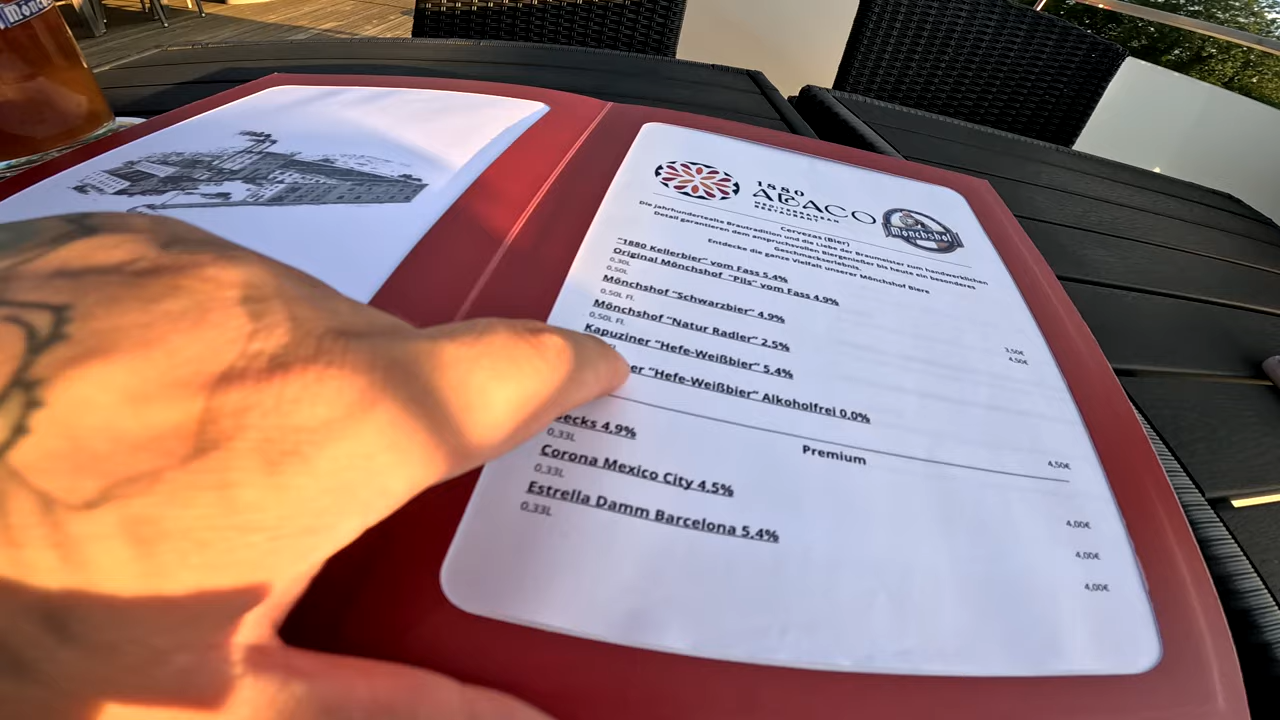 Mönchs
1880
ABACO
MEDITERRANEAN
RESTAURANT
Mönchshof
Cervezas (Bier)
Die jahrhundertealte Brautradition und die Liebe der Braumeister zum handwerklichen
Detail garantieren dem anspruchsvollen Biergenießer bis heute ein besonderes
Geschmackserlebnis.
Entdecke die ganze Vielfalt unserer Mönchshof Biere
"1880 Kellerbier" vom Fass 5.4%
0,30L
Original Mönchshof "Pils" vom Fass 4.9%
0,50L
Mönchshof "Schwarzbier" 4.9%
0,50L Fl.
3,50€
Mönchshof "Natur Radler" 2.5%
0,50L Fl.
4,50€
Kapuziner "Hefe-Weißbier" 5.4%
er "Hefe-Weißbier" Alkoholfrei 0.0%
4,50€
Premium
Becks 4,9%
0,33L
4,00€
Corona Mexico City 4,5%
0,33L
4,00€
Estrella Damm Barcelona 5,4%
0,33L
4,00€